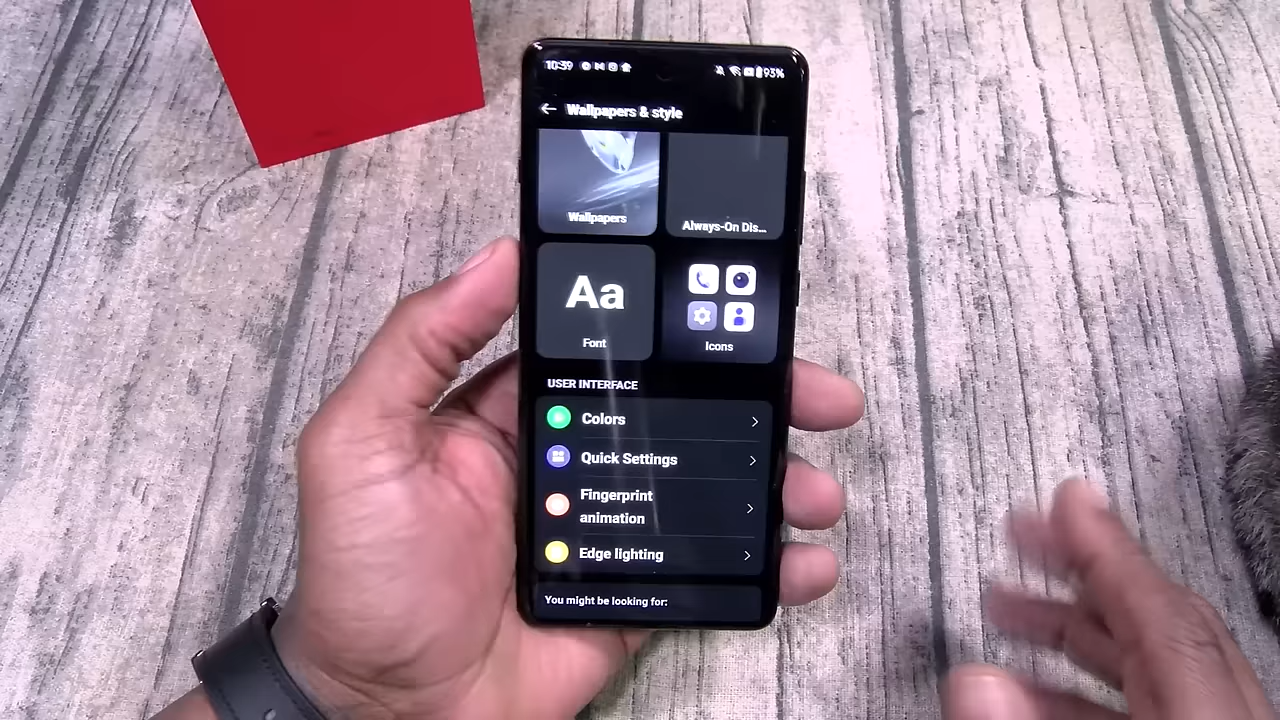 10:39
93%
Wallpapers & style
Wallpapers
Always-On Dis...
Aa
Font
Icons
USER INTERFACE
Colors
Quick Settings
Fingerprint
animation
Edge lighting
You might be looking for: